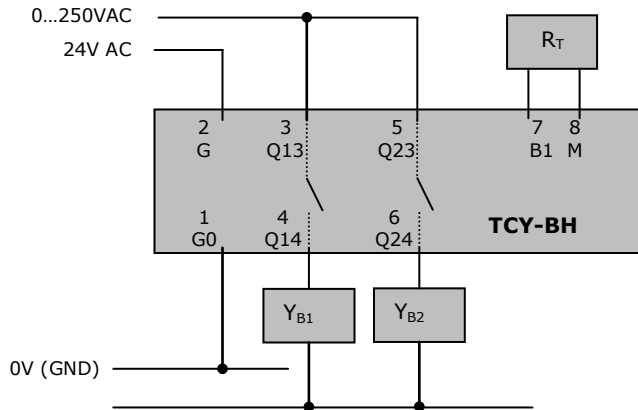 0...250VAC
24V AC
R_T
2 3 5 7 8
G Q13 Q23 B1 M
1 4 6
G0 Q14 Q24
TCY-BH
Y_B1 Y_B2
0V (GND)